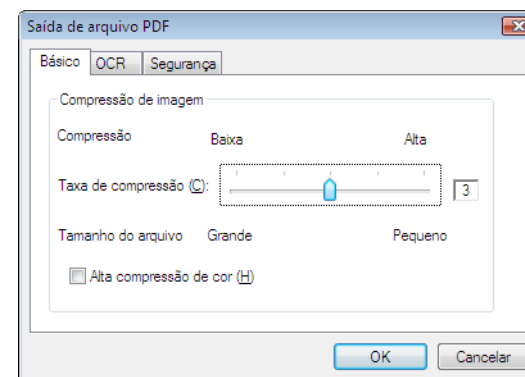 Saída de arquivo PDF
Básico OCR Segurança
Compressão de imagem
Compressão Baixa Alta
Taxa de compressão (C): 3
Tamanho do arquivo Grande Pequeno
Alta compressão de cor (H)
OK Cancelar